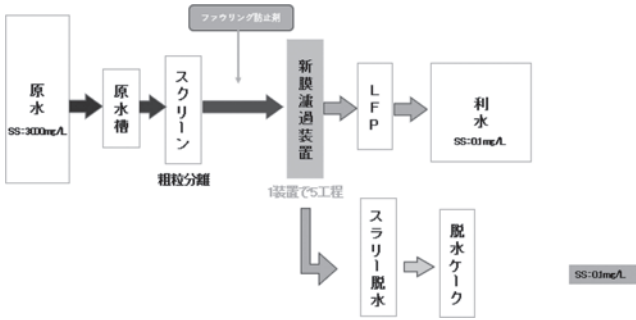 ファウリング防止剤
原水
SS:3000mg/L
原水槽
スクリーン
粗粒分離
新膜濾過装置
1装置で5工程
LFP
利水
SS:0.1mg/L
スラリー脱水
脱水ケーク
SS:0.1mg/L